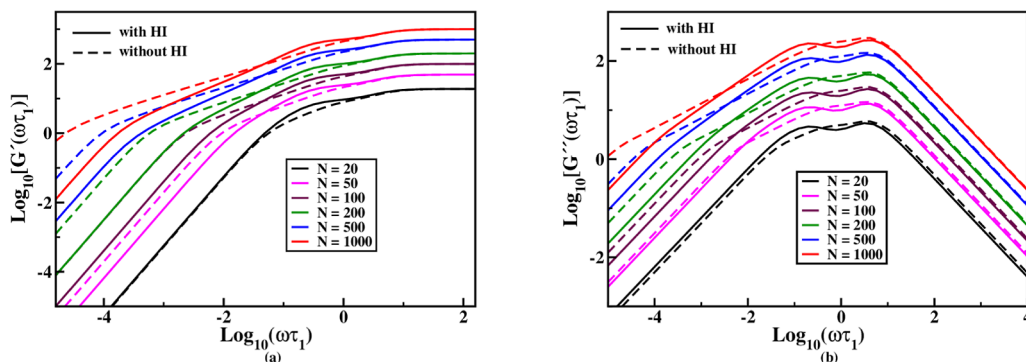 with HI
without HI
2
0
-2
-4
Log10[G′(ωτ1)]
N = 20
N = 50
N = 100
N = 200
N = 500
N = 1000
-4
-2
0
2
Log10(ωτ1)
(a)
with HI
without HI
2
0
-2
Log10[G′′(ωτ1)]
N = 20
N = 50
N = 100
N = 200
N = 500
N = 1000
-4
-2
0
2
4
Log10(ωτ1)
(b)